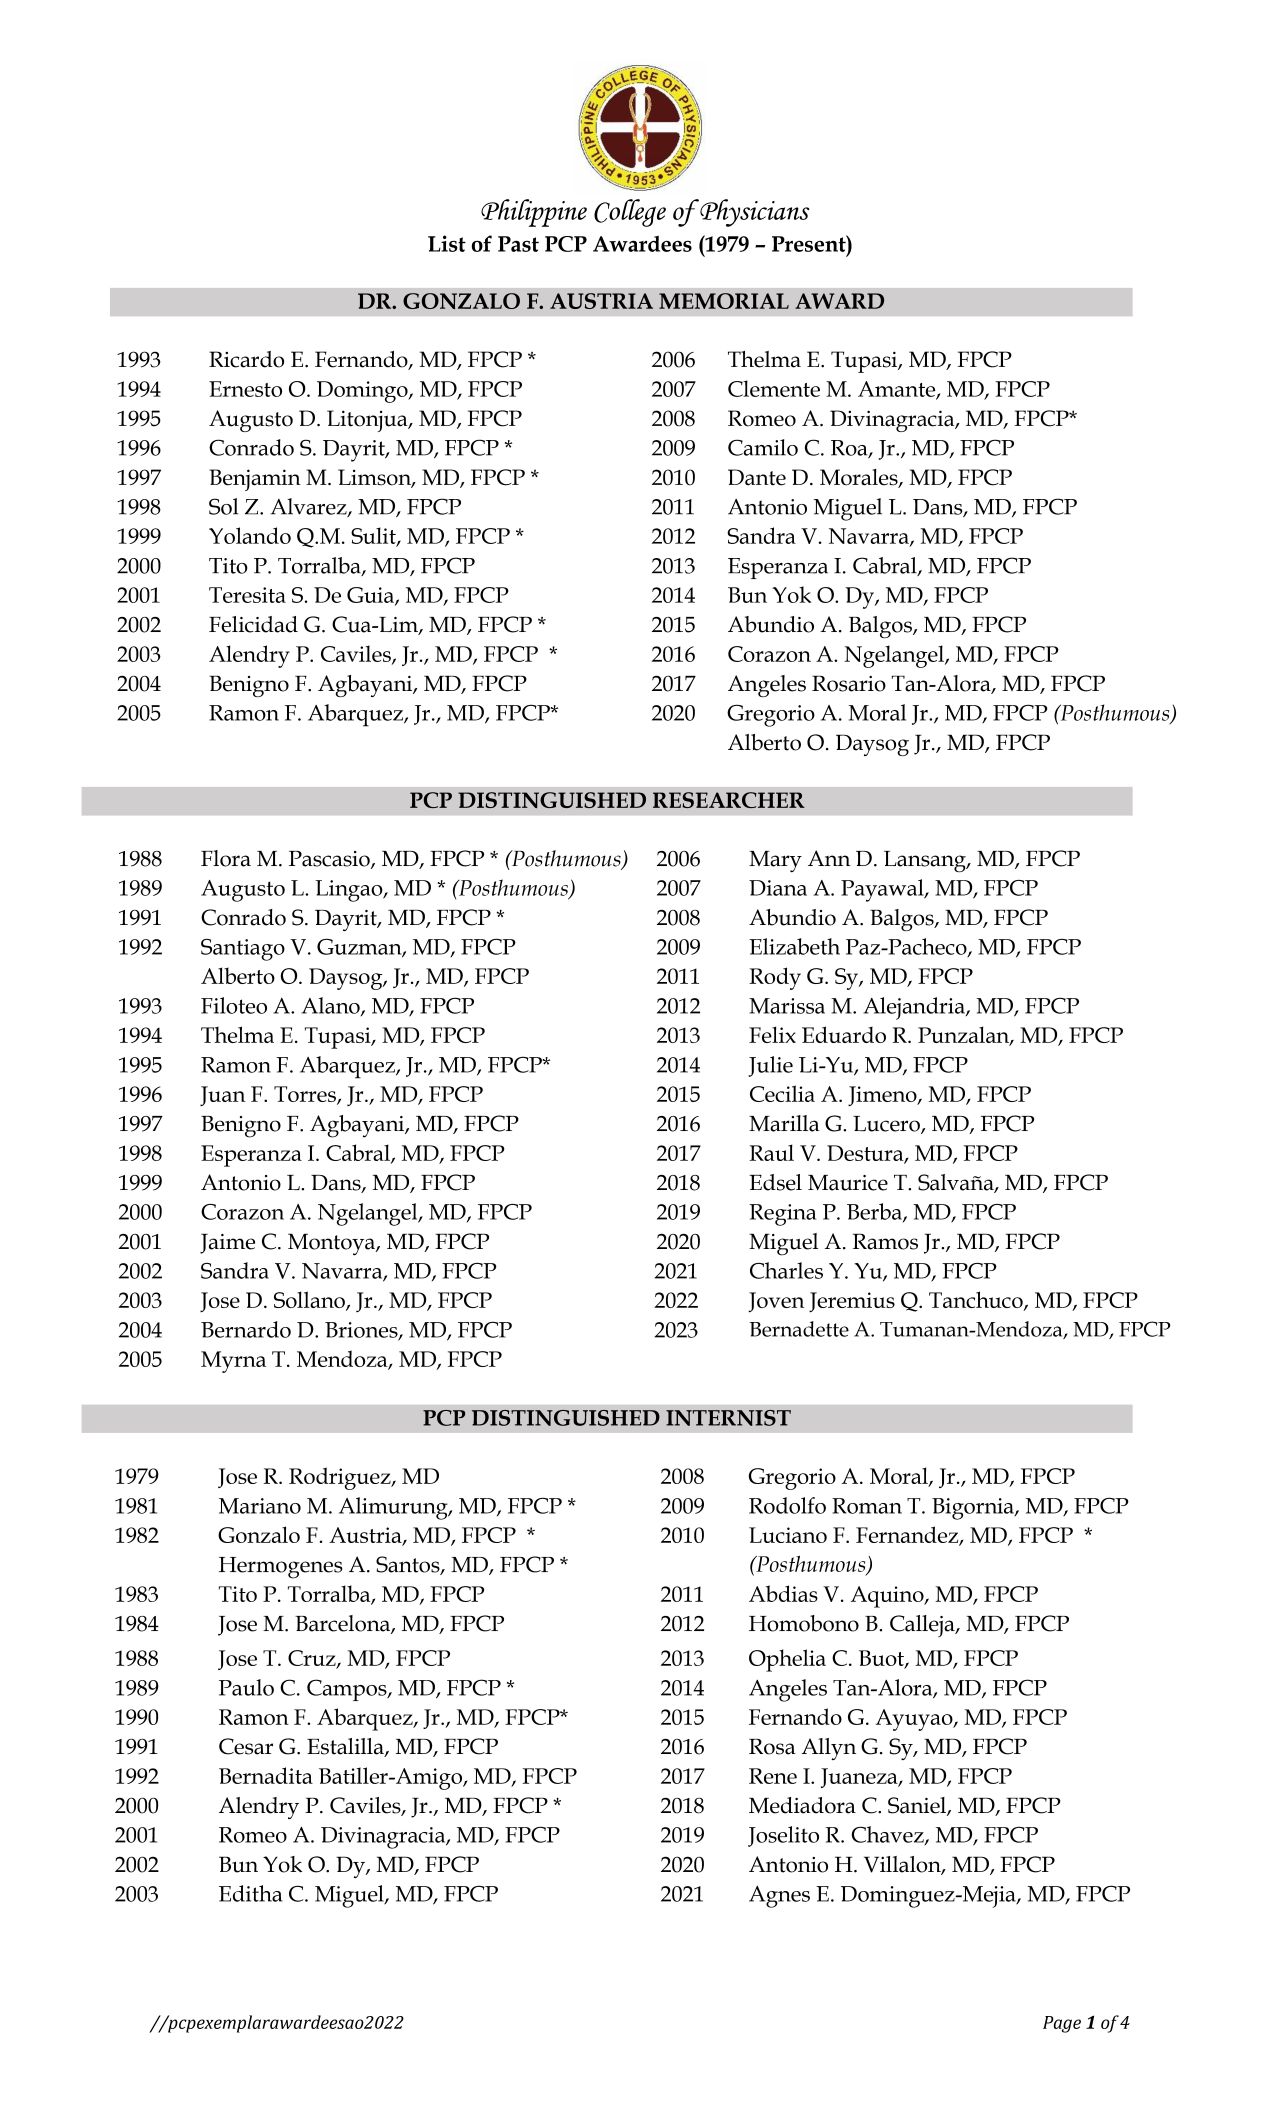 PHILIPPINE COLLEGE OF PHYSICIANS
• 1953 •
Philippine College of Physicians
List of Past PCP Awardees (1979 – Present)
DR. GONZALO F. AUSTRIA MEMORIAL AWARD
1993 Ricardo E. Fernando, MD, FPCP *
1994 Ernesto O. Domingo, MD, FPCP
1995 Augusto D. Litonjua, MD, FPCP
1996 Conrado S. Dayrit, MD, FPCP *
1997 Benjamin M. Limson, MD, FPCP *
1998 Sol Z. Alvarez, MD, FPCP
1999 Yolando Q.M. Sulit, MD, FPCP *
2000 Tito P. Torralba, MD, FPCP
2001 Teresita S. De Guia, MD, FPCP
2002 Felicidad G. Cua-Lim, MD, FPCP *
2003 Alendry P. Caviles, Jr., MD, FPCP *
2004 Benigno F. Agbayani, MD, FPCP
2005 Ramon F. Abarquez, Jr., MD, FPCP*
2006 Thelma E. Tupasi, MD, FPCP
2007 Clemente M. Amante, MD, FPCP
2008 Romeo A. Divinagracia, MD, FPCP*
2009 Camilo C. Roa, Jr., MD, FPCP
2010 Dante D. Morales, MD, FPCP
2011 Antonio Miguel L. Dans, MD, FPCP
2012 Sandra V. Navarra, MD, FPCP
2013 Esperanza I. Cabral, MD, FPCP
2014 Bun Yok O. Dy, MD, FPCP
2015 Abundio A. Balgos, MD, FPCP
2016 Corazon A. Ngelangel, MD, FPCP
2017 Angeles Rosario Tan-Alora, MD, FPCP
2020 Gregorio A. Moral Jr., MD, FPCP (Posthumous)
Alberto O. Daysog Jr., MD, FPCP
PCP DISTINGUISHED RESEARCHER
1988 Flora M. Pascasio, MD, FPCP * (Posthumous)
1989 Augusto L. Lingao, MD * (Posthumous)
1991 Conrado S. Dayrit, MD, FPCP *
1992 Santiago V. Guzman, MD, FPCP
Alberto O. Daysog, Jr., MD, FPCP
1993 Filoteo A. Alano, MD, FPCP
1994 Thelma E. Tupasi, MD, FPCP
1995 Ramon F. Abarquez, Jr., MD, FPCP*
1996 Juan F. Torres, Jr., MD, FPCP
1997 Benigno F. Agbayani, MD, FPCP
1998 Esperanza I. Cabral, MD, FPCP
1999 Antonio L. Dans, MD, FPCP
2000 Corazon A. Ngelangel, MD, FPCP
2001 Jaime C. Montoya, MD, FPCP
2002 Sandra V. Navarra, MD, FPCP
2003 Jose D. Sollano, Jr., MD, FPCP
2004 Bernardo D. Briones, MD, FPCP
2005 Myrna T. Mendoza, MD, FPCP
2006 Mary Ann D. Lansang, MD, FPCP
2007 Diana A. Payawal, MD, FPCP
2008 Abundio A. Balgos, MD, FPCP
2009 Elizabeth Paz-Pacheco, MD, FPCP
2011 Rody G. Sy, MD, FPCP
2012 Marissa M. Alejandria, MD, FPCP
2013 Felix Eduardo R. Punzalan, MD, FPCP
2014 Julie Li-Yu, MD, FPCP
2015 Cecilia A. Jimeno, MD, FPCP
2016 Marilla G. Lucero, MD, FPCP
2017 Raul V. Destura, MD, FPCP
2018 Edsel Maurice T. Salvaña, MD, FPCP
2019 Regina P. Berba, MD, FPCP
2020 Miguel A. Ramos Jr., MD, FPCP
2021 Charles Y. Yu, MD, FPCP
2022 Joven Jeremius Q. Tanchuco, MD, FPCP
2023 Bernadette A. Tumanan-Mendoza, MD, FPCP
PCP DISTINGUISHED INTERNIST
1979 Jose R. Rodriguez, MD
1981 Mariano M. Alimurung, MD, FPCP *
1982 Gonzalo F. Austria, MD, FPCP *
Hermogenes A. Santos, MD, FPCP *
1983 Tito P. Torralba, MD, FPCP
1984 Jose M. Barcelona, MD, FPCP
1988 Jose T. Cruz, MD, FPCP
1989 Paulo C. Campos, MD, FPCP *
1990 Ramon F. Abarquez, Jr., MD, FPCP*
1991 Cesar G. Estalilla, MD, FPCP
1992 Bernadita Batiller-Amigo, MD, FPCP
2000 Alendry P. Caviles, Jr., MD, FPCP *
2001 Romeo A. Divinagracia, MD, FPCP
2002 Bun Yok O. Dy, MD, FPCP
2003 Editha C. Miguel, MD, FPCP
2008 Gregorio A. Moral, Jr., MD, FPCP
2009 Rodolfo Roman T. Bigornia, MD, FPCP
2010 Luciano F. Fernandez, MD, FPCP *
(Posthumous)
2011 Abdias V. Aquino, MD, FPCP
2012 Homobono B. Calleja, MD, FPCP
2013 Ophelia C. Buot, MD, FPCP
2014 Angeles Tan-Alora, MD, FPCP
2015 Fernando G. Ayuyao, MD, FPCP
2016 Rosa Allyn G. Sy, MD, FPCP
2017 Rene I. Juaneza, MD, FPCP
2018 Mediadora C. Saniel, MD, FPCP
2019 Joselito R. Chavez, MD, FPCP
2020 Antonio H. Villalon, MD, FPCP
2021 Agnes E. Dominguez-Mejia, MD, FPCP
//pcpexemplarawardeesao2022
Page 1 of 4